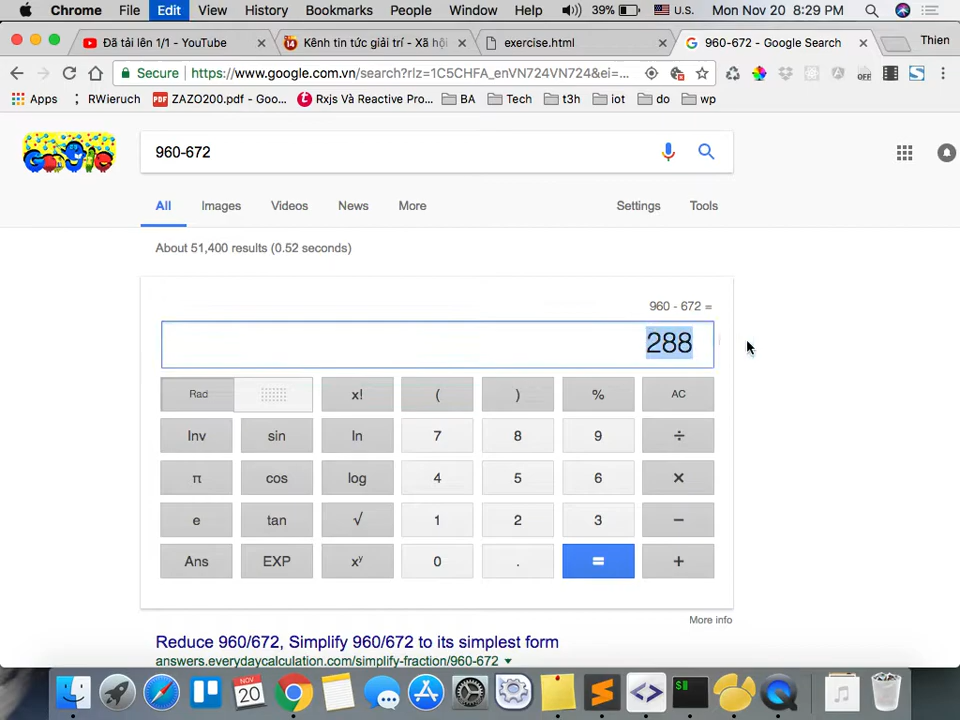 Chrome File Edit View History Bookmarks People Window Help 39% U.S. Mon Nov 20 8:29 PM
Đã tải lên 1/1 - YouTube Kênh tin tức giải trí - Xã hội exercise.html 960-672 - Google Search Thien
Secure https://www.google.com.vn/search?rlz=1C5CHFA_enVN724VN724&ei=... OFF
Apps RWieruch PDF ZAZO200.pdf - Goo... Rxjs Và Reactive Pro... BA Tech t3h iot do wp
960-672
All Images Videos News More Settings Tools
About 51,400 results (0.52 seconds)
960 - 672 =
288
Rad x! ( ) % AC
Inv sin ln 7 8 9 ÷
π cos log 4 5 6 ×
e tan √ 1 2 3 −
Ans EXP xʸ 0 . = +
More info
Reduce 960/672, Simplify 960/672 to its simplest form
answers.everydaycalculation.com/simplify-fraction/960-672
NOV
20